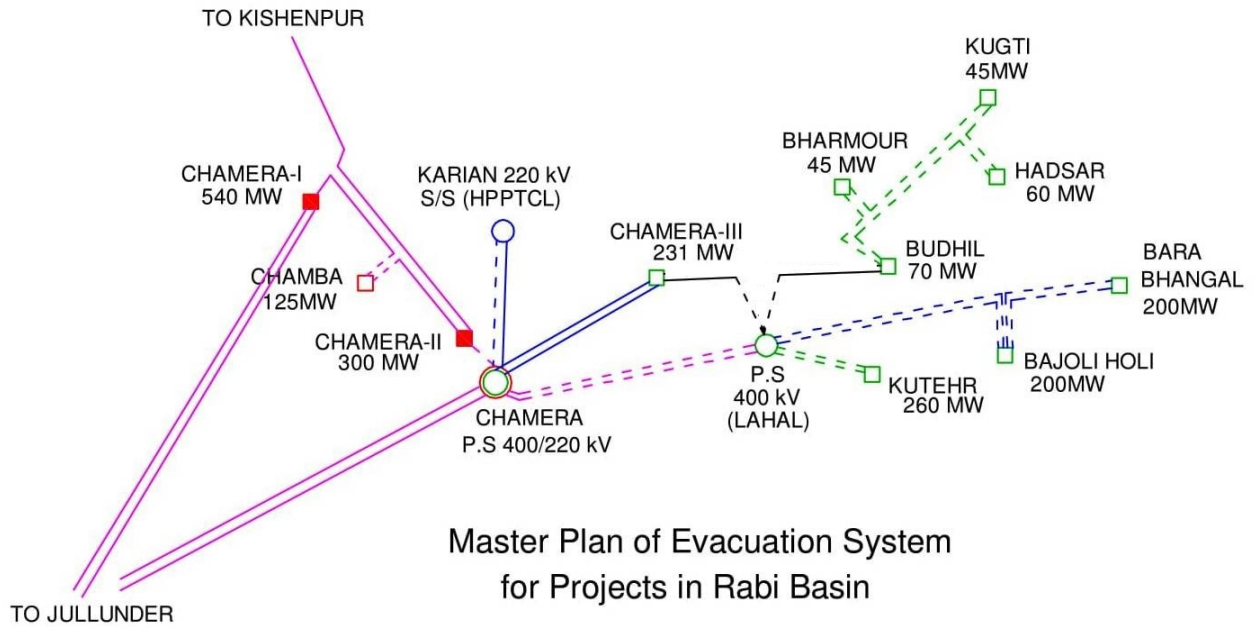 TO KISHENPUR
KUGTI
45MW
BHARMOUR
45 MW
CHAMERA-I
540 MW
KARIAN 220 kV
S/S (HPPTCL)
HADSAR
60 MW
CHAMERA-III
231 MW
BUDHIL
70 MW
BARA
BHANGAL
200MW
CHAMBA
125MW
CHAMERA-II
300 MW
P.S
400 kV
(LAHAL)
KUTEHR
260 MW
BAJOLI HOLI
200MW
CHAMERA
P.S 400/220 kV
Master Plan of Evacuation System
for Projects in Rabi Basin
TO JULLUNDER